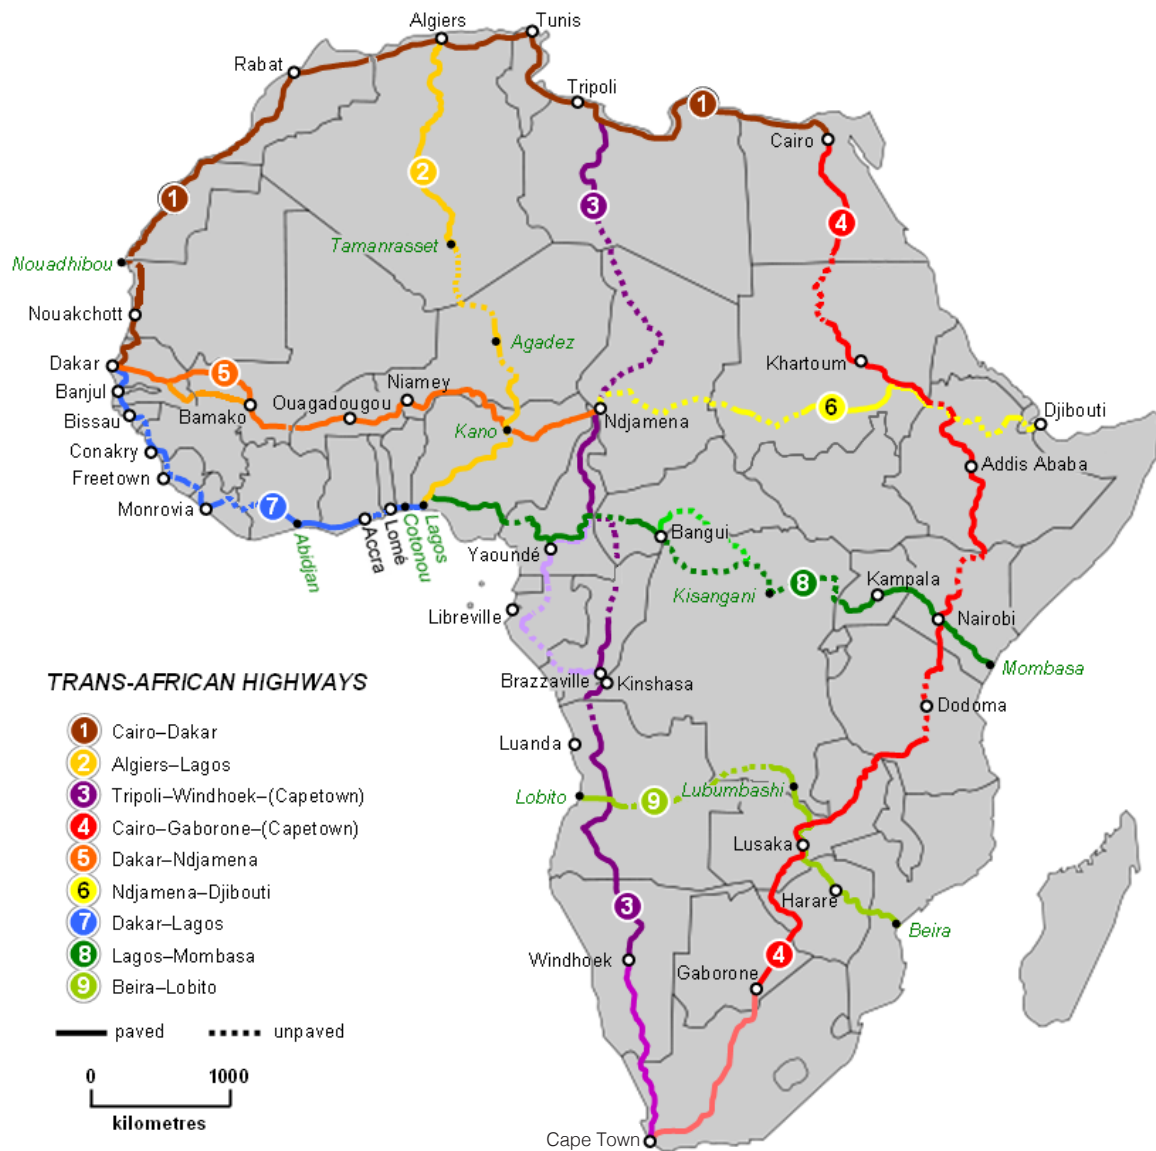 Algiers
Tunis
Rabat
Tripoli
1
Cairo
2
1
3
4
Tamanrasset
Nouadhibou
Nouakchott
Agadez
Dakar
5
Khartoum
Banjul
Niamey
Ouagadougou
Bamako
6
Djibouti
Bissau
Ndjamena
Kano
Conakry
Addis Ababa
Freetown
Monrovia
7
Abidjan
Accra
Lomé
Cotonou
Lagos
Bangui
Yaoundé
Kampala
8
Kisangani
Libreville
Nairobi
Mombasa
Brazzaville
Kinshasa
Dodoma
Luanda
Lobito
9
Lubumbashi
Lusaka
Harare
3
Beira
Windhoek
4
Gaborone
Cape Town
TRANS-AFRICAN HIGHWAYS
1 Cairo–Dakar
2 Algiers–Lagos
3 Tripoli–Windhoek–(Capetown)
4 Cairo–Gaborone–(Capetown)
5 Dakar–Ndjamena
6 Ndjamena–Djibouti
7 Dakar–Lagos
8 Lagos–Mombasa
9 Beira–Lobito
paved unpaved
0 1000
kilometres